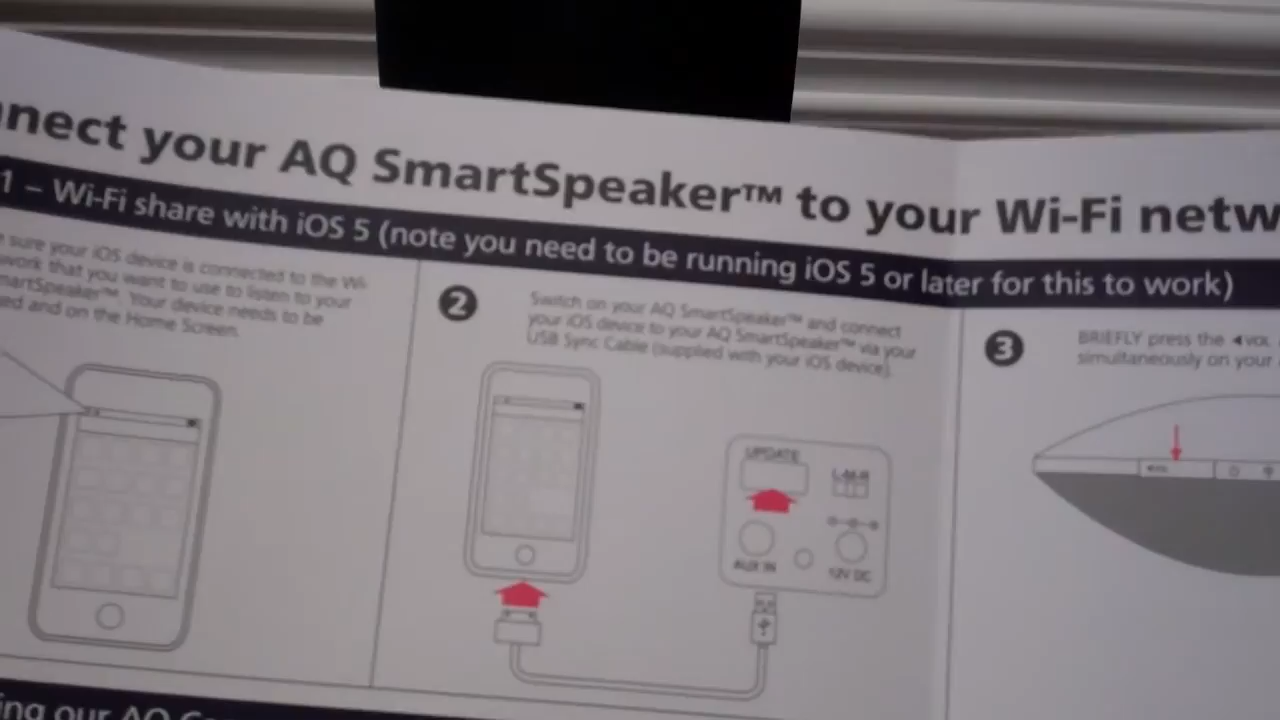 nnect your AQ SmartSpeaker™ to your Wi-Fi netw
1 – Wi-Fi share with iOS 5 (note you need to be running iOS 5 or later for this to work)
sure your iOS device is connected to the Wi-
work that you want to use to listen to your
martSpeaker™. Your device needs to be
ed and on the Home Screen.
2
Switch on your AQ SmartSpeaker™ and connect
your iOS device to your AQ SmartSpeaker™ via your
USB Sync Cable (supplied with your iOS device).
3
BRIEFLY press the ◄VOL
simultaneously on your
UPDATE
L-M-R
AUX IN
12V DC
ing our AQ Co